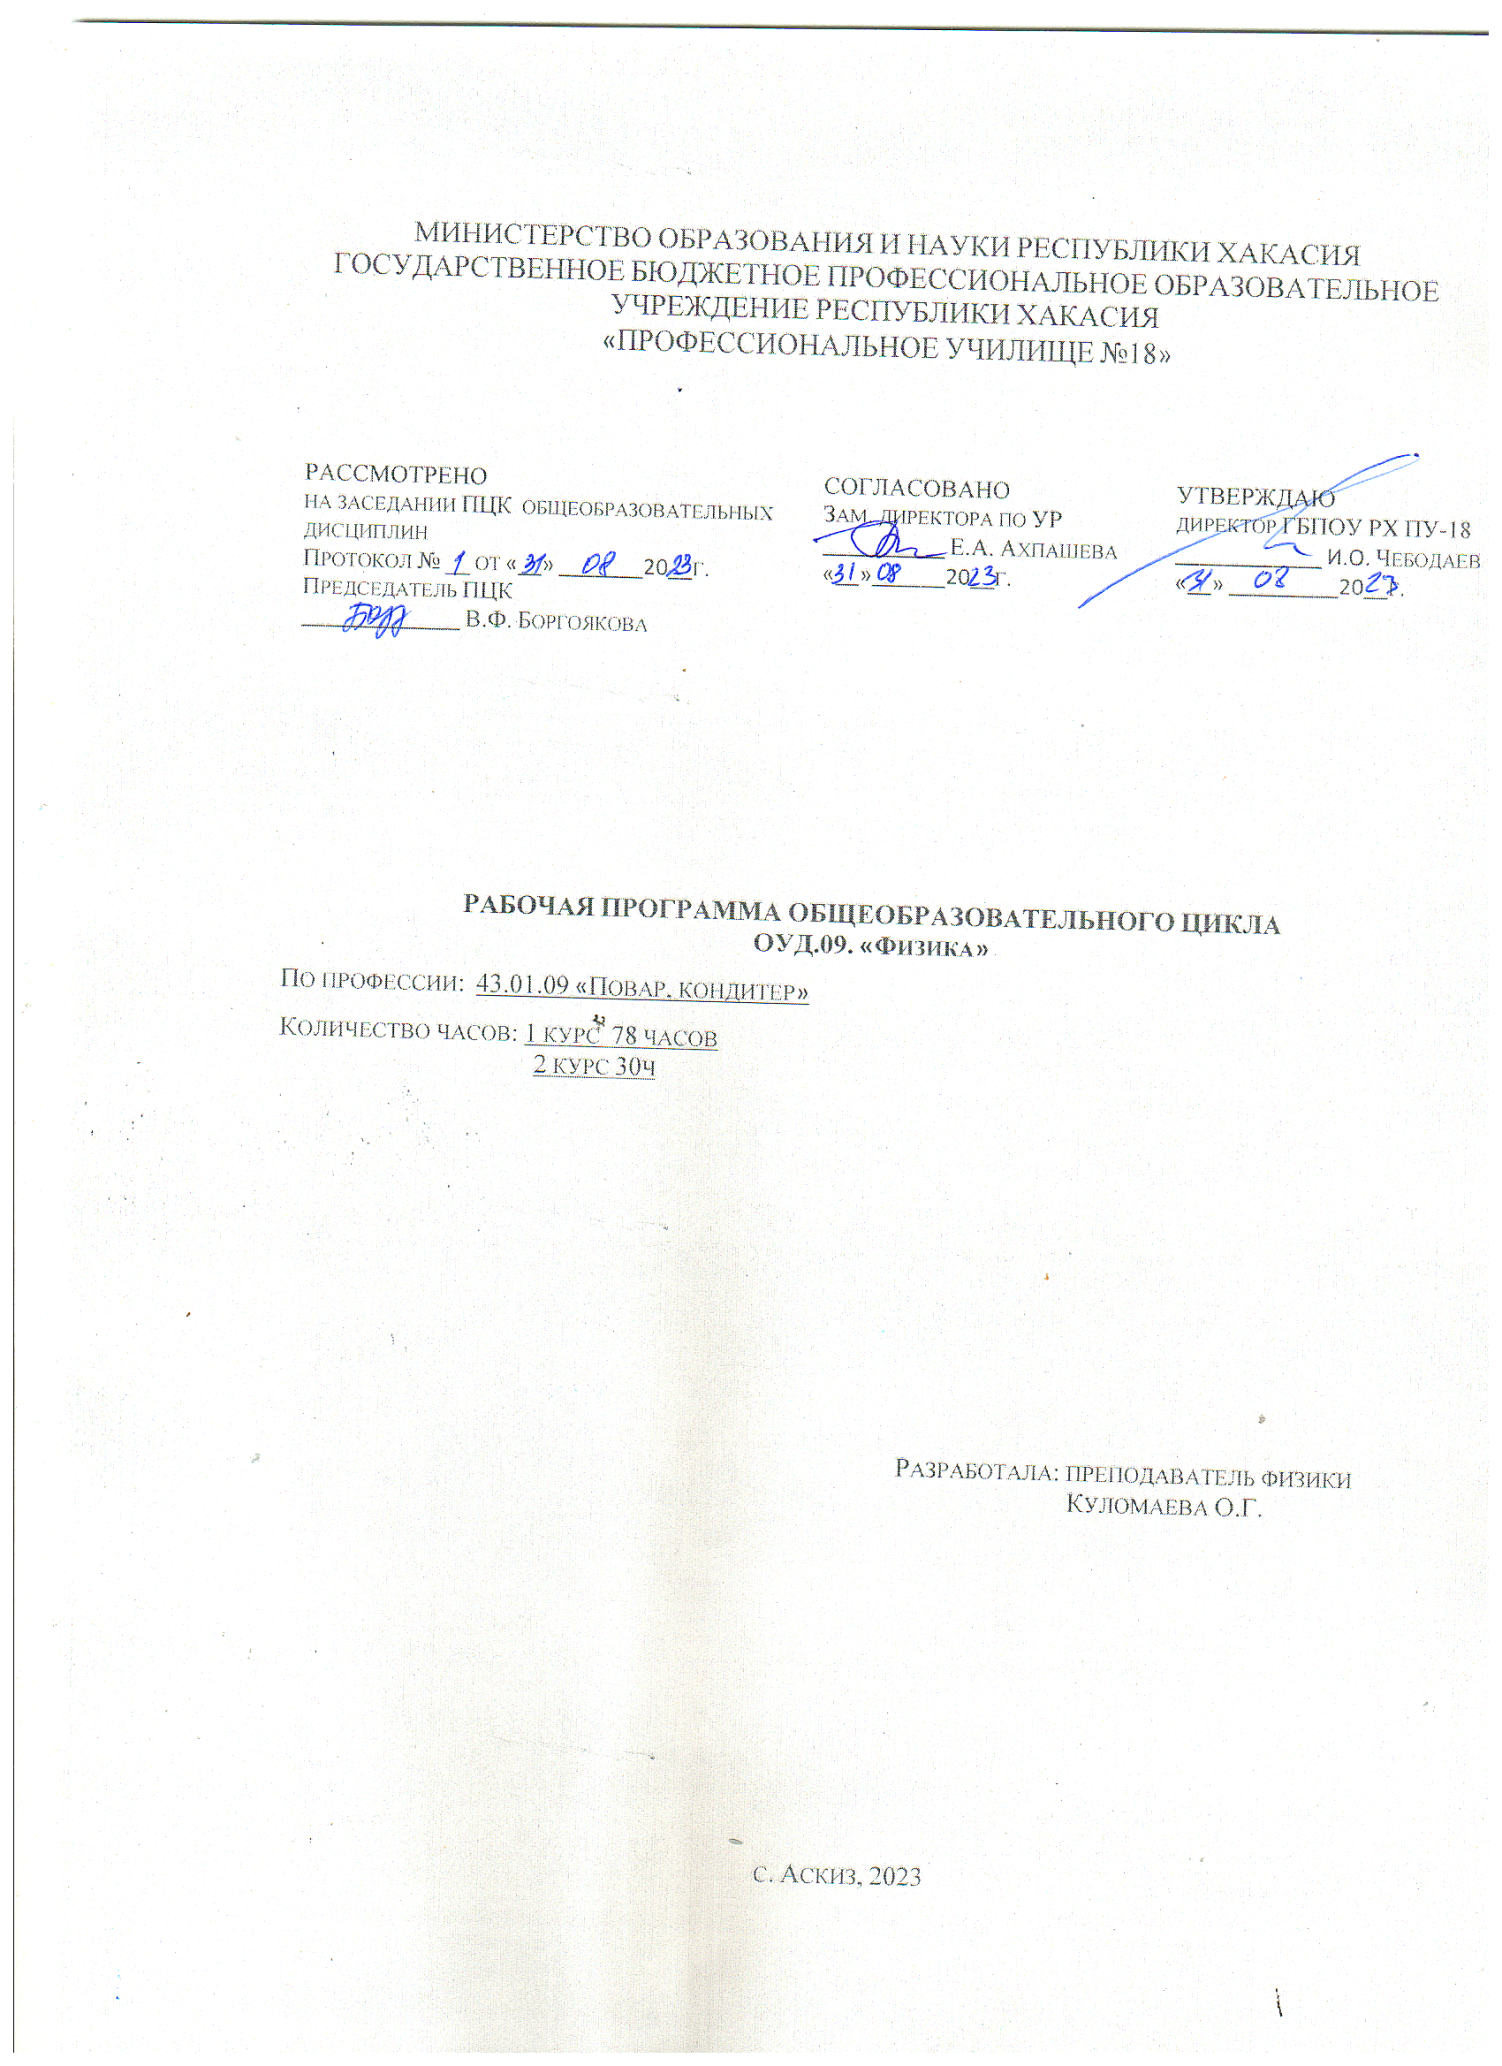 МИНИСТЕРСТВО ОБРАЗОВАНИЯ И НАУКИ РЕСПУБЛИКИ ХАКАСИЯ
ГОСУДАРСТВЕННОЕ БЮДЖЕТНОЕ ПРОФЕССИОНАЛЬНОЕ ОБРАЗОВАТЕЛЬНОЕ
УЧРЕЖДЕНИЕ РЕСПУБЛИКИ ХАКАСИЯ
«ПРОФЕССИОНАЛЬНОЕ УЧИЛИЩЕ №18»
РАССМОТРЕНО
НА ЗАСЕДАНИИ ПЦК ОБЩЕОБРАЗОВАТЕЛЬНЫХ
ДИСЦИПЛИН
ПРОТОКОЛ № 1 ОТ «31» 08 2023г.
ПРЕДСЕДАТЕЛЬ ПЦК
В.Ф. БОРГОЯКОВА
СОГЛАСОВАНО
ЗАМ. ДИРЕКТОРА ПО УР
Е.А. АХПАШЕВА
«31» 08 2023г.
УТВЕРЖДАЮ
ДИРЕКТОР ГБПОУ РХ ПУ-18
И.О. ЧЕБОДАЕВ
«31» 08 2023г.
РАБОЧАЯ ПРОГРАММА ОБЩЕОБРАЗОВАТЕЛЬНОГО ЦИКЛА
ОУД.09. «ФИЗИКА»
ПО ПРОФЕССИИ: 43.01.09 «ПОВАР, КОНДИТЕР»
КОЛИЧЕСТВО ЧАСОВ: 1 КУРС 78 ЧАСОВ
2 КУРС 30Ч
РАЗРАБОТАЛА: ПРЕПОДАВАТЕЛЬ ФИЗИКИ
КУЛОМАЕВА О.Г.
С. АСКИЗ, 2023